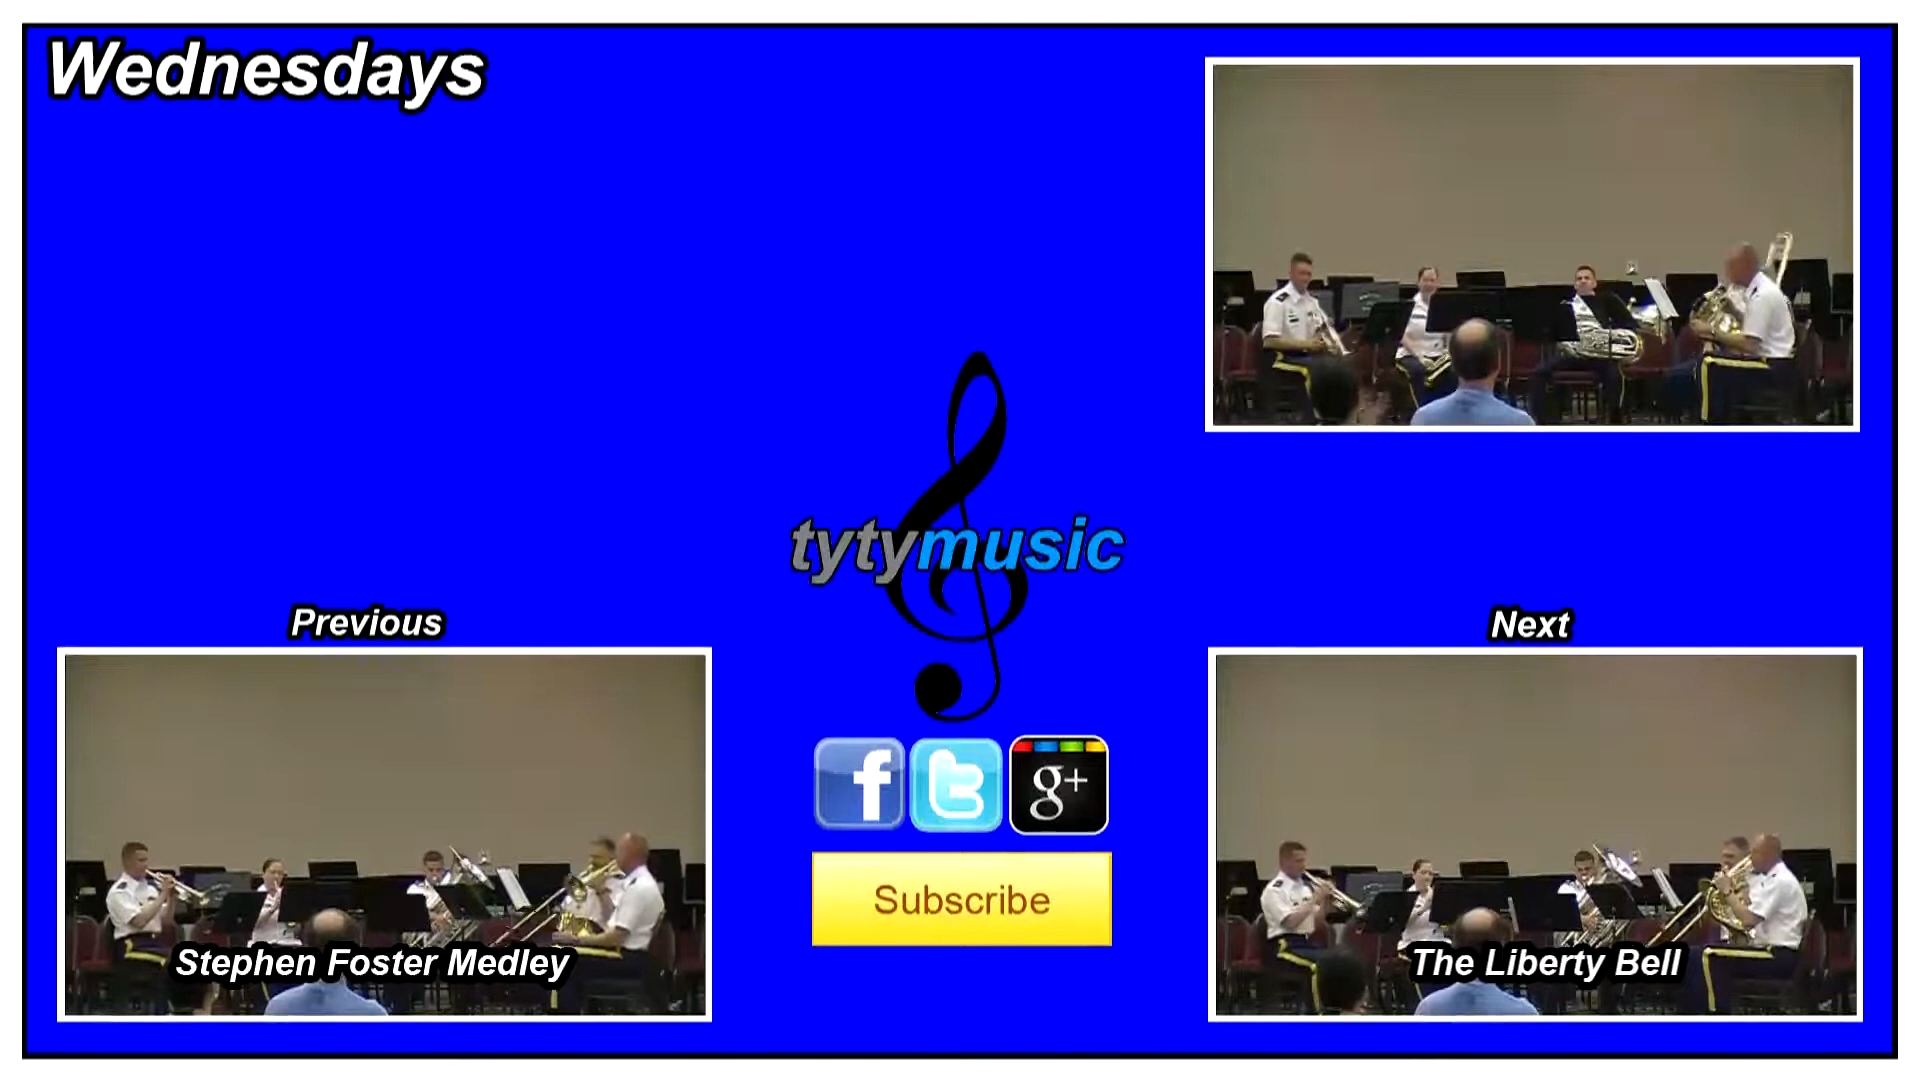 Wednesdays
tytymusic
Previous
Next
Stephen Foster Medley
The Liberty Bell
f t g+
Subscribe